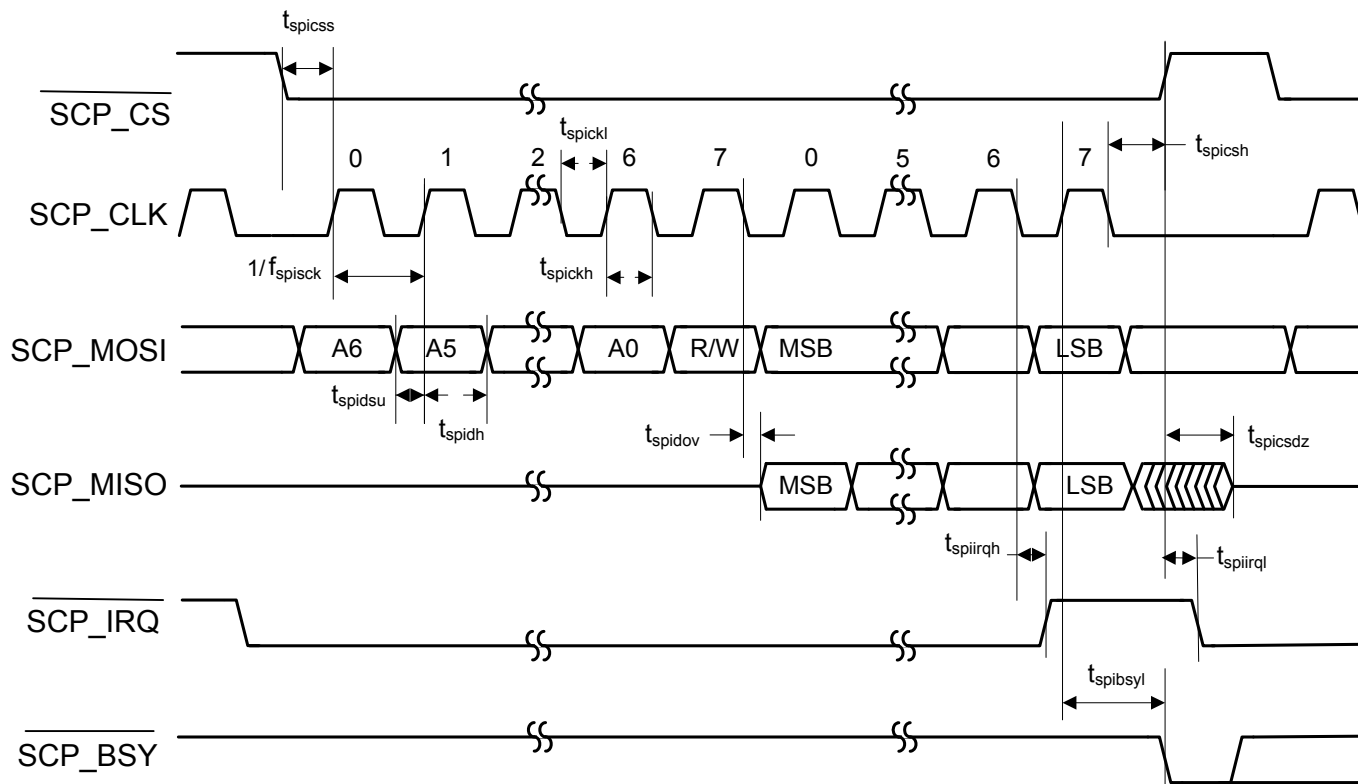 t_spicss
SCP_CS
t_spickl
t_spicsh
0 1 2 6 7 0 5 6 7
SCP_CLK
1/f_spisck
t_spickh
SCP_MOSI
A6 A5 A0 R/W MSB LSB
t_spidsu
t_spidh
t_spidov
t_spicsdz
SCP_MISO
MSB LSB
t_spiirqh
t_spiirql
SCP_IRQ
t_spibsyl
SCP_BSY